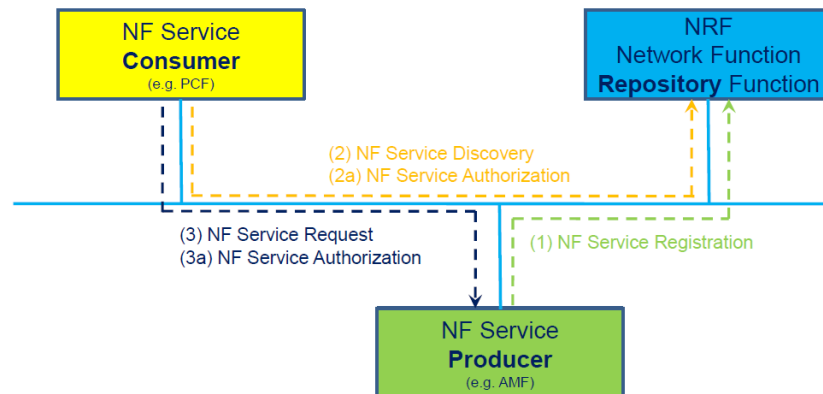 NF Service
Consumer
(e.g. PCF)
NRF
Network Function
Repository Function
(2) NF Service Discovery
(2a) NF Service Authorization
(3) NF Service Request
(3a) NF Service Authorization
(1) NF Service Registration
NF Service
Producer
(e.g. AMF)